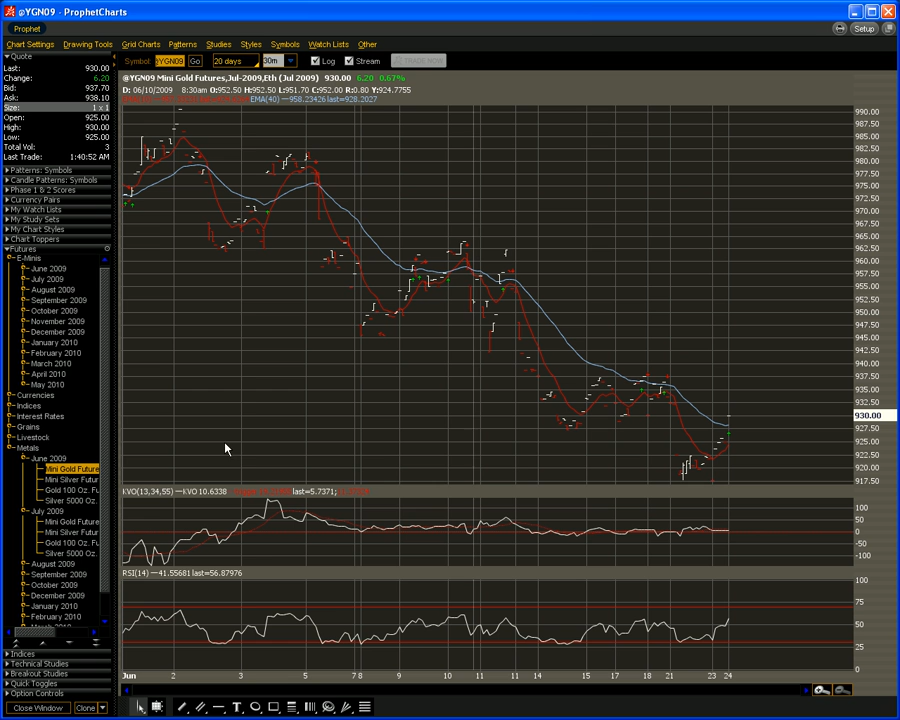 @YGN09 - ProphetCharts
Prophet
Setup
Chart Settings Drawing Tools Grid Charts Patterns Studies Styles Symbols Watch Lists Other
Symbol: @YGN09 Go 20 days 30m Log Stream
Quote
Last: 930.00
Change: 6.20
Bid: 937.70
Ask: 938.10
Size: 1 x 1
Open: 925.00
High: 930.00
Low: 925.00
Total Vol: 3
Last Trade: 1:40:52 AM
Patterns: Symbols
Candle Patterns: Symbols
Phase 1 & 2 Scores
Currency Pairs
My Watch Lists
My Study Sets
My Chart Styles
Chart Toppers
Futures
E-Minis
June 2009
July 2009
August 2009
September 2009
October 2009
November 2009
December 2009
January 2010
February 2010
March 2010
April 2010
May 2010
Currencies
Indices
Interest Rates
Grains
Livestock
Metals
June 2009
Mini Gold Future
Mini Silver Futur
Gold 100 Oz. Fu
Silver 5000 Oz.
July 2009
Mini Gold Future
Mini Silver Futur
Gold 100 Oz. Fu
Silver 5000 Oz.
August 2009
September 2009
October 2009
December 2009
January 2010
February 2010
Indices
Technical Studies
Breakout Studies
Quick Toggles
Option Controls
Close Window Clone
@YGN09 Mini Gold Futures,Jul-2009,Eth (Jul 2009) 930.00 6.20 0.67%
D: 06/10/2009 8:30am O:952.50 H:952.50 L:951.70 C:952.00 R:0.80 Y:924.7755
EMA(40) —958.23426 last=928.2027
990.00
987.50
985.00
982.50
980.00
977.50
975.00
972.50
970.00
967.50
965.00
962.50
960.00
957.50
955.00
952.50
950.00
947.50
945.00
942.50
940.00
937.50
935.00
932.50
930.00
927.50
925.00
922.50
920.00
917.50
KVO(13,34,55) —KVO 10.6338 last=5.7371;
100
50
0
-50
-100
RSI(14) —41.55681 last=56.87976
100
75
50
25
0
Jun 2 3 4 5 7 8 9 10 11 11 14 15 16 17 18 21 23 24